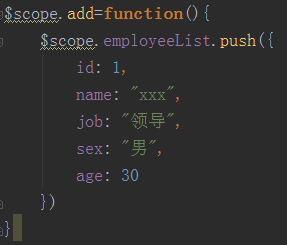 $scope.add=function(){
    $scope.employeeList.push({
        id: 1,
        name: "xxx",
        job: "领导",
        sex: "男",
        age: 30
    })
}